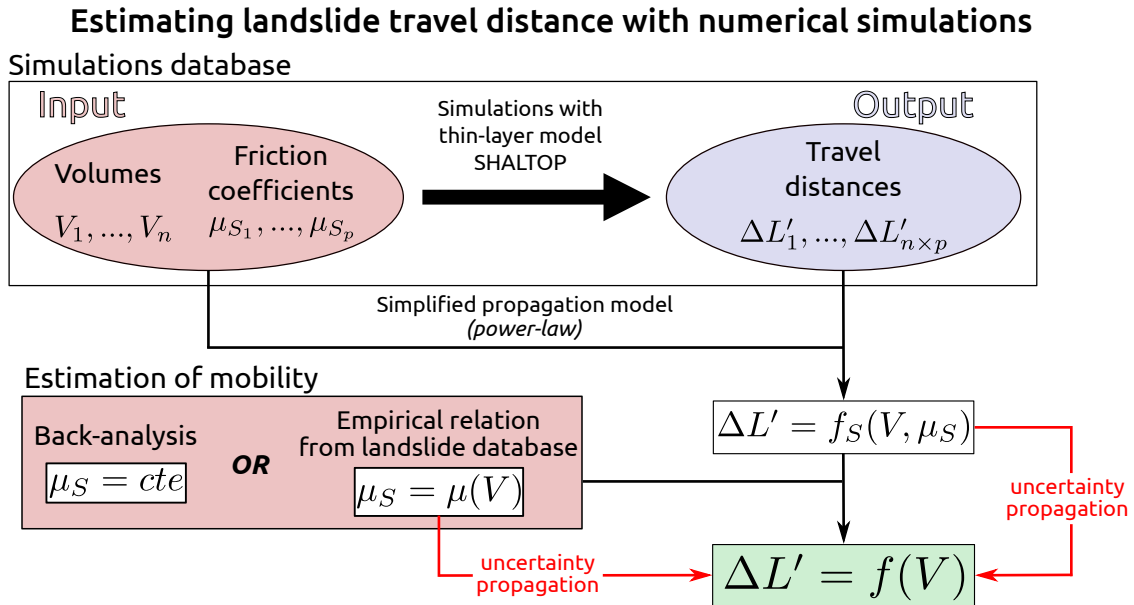 Estimating landslide travel distance with numerical simulations
Simulations database
Input
Output
Volumes
V_1, ..., V_n
Friction
coefficients
μ_{S_1}, ..., μ_{S_p}
Simulations with
thin-layer model
SHALTOP
Travel
distances
ΔL'_1, ..., ΔL'_{n×p}
Simplified propagation model
(power-law)
Estimation of mobility
Back-analysis
μ_S = cte
OR
Empirical relation
from landslide database
μ_S = μ(V)
ΔL' = f_S(V, μ_S)
uncertainty
propagation
uncertainty
propagation
ΔL' = f(V)